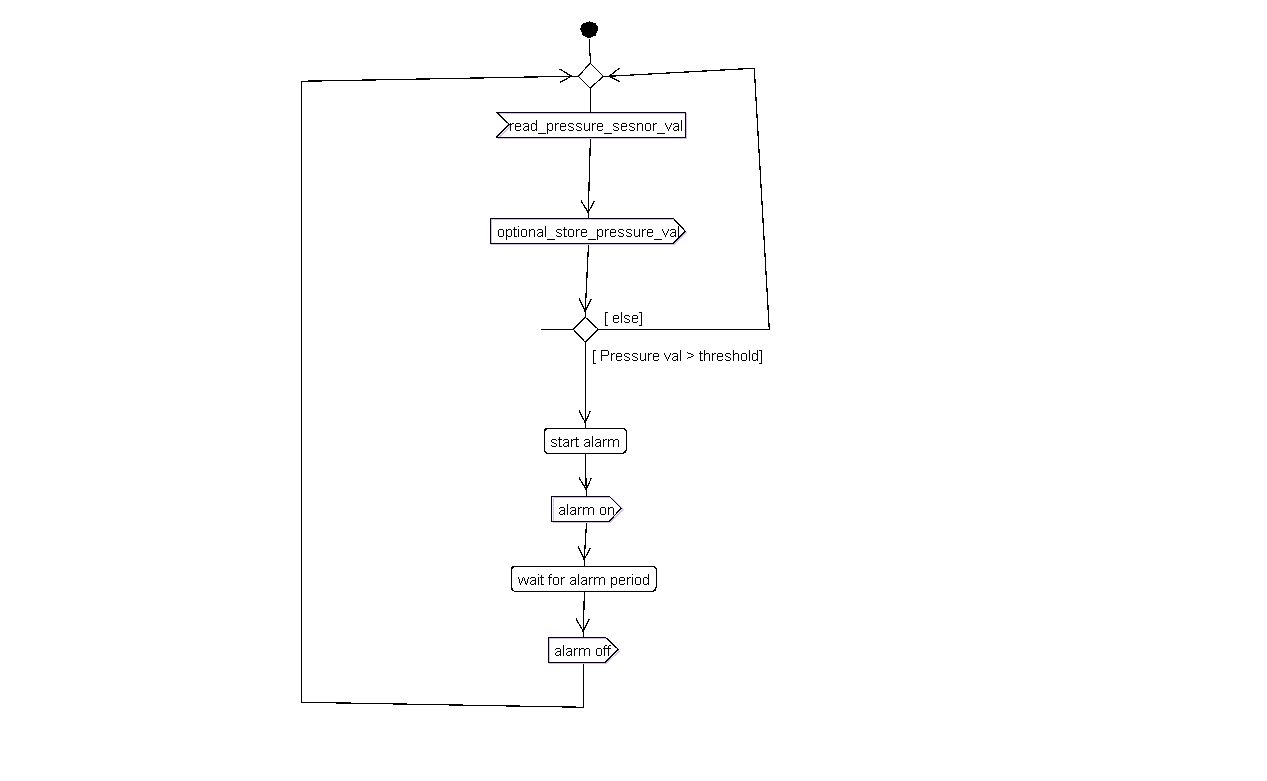 read_pressure_sesnor_val
optional_store_pressure_val
[ else]
[ Pressure val > threshold]
start alarm
alarm on
wait for alarm period
alarm off